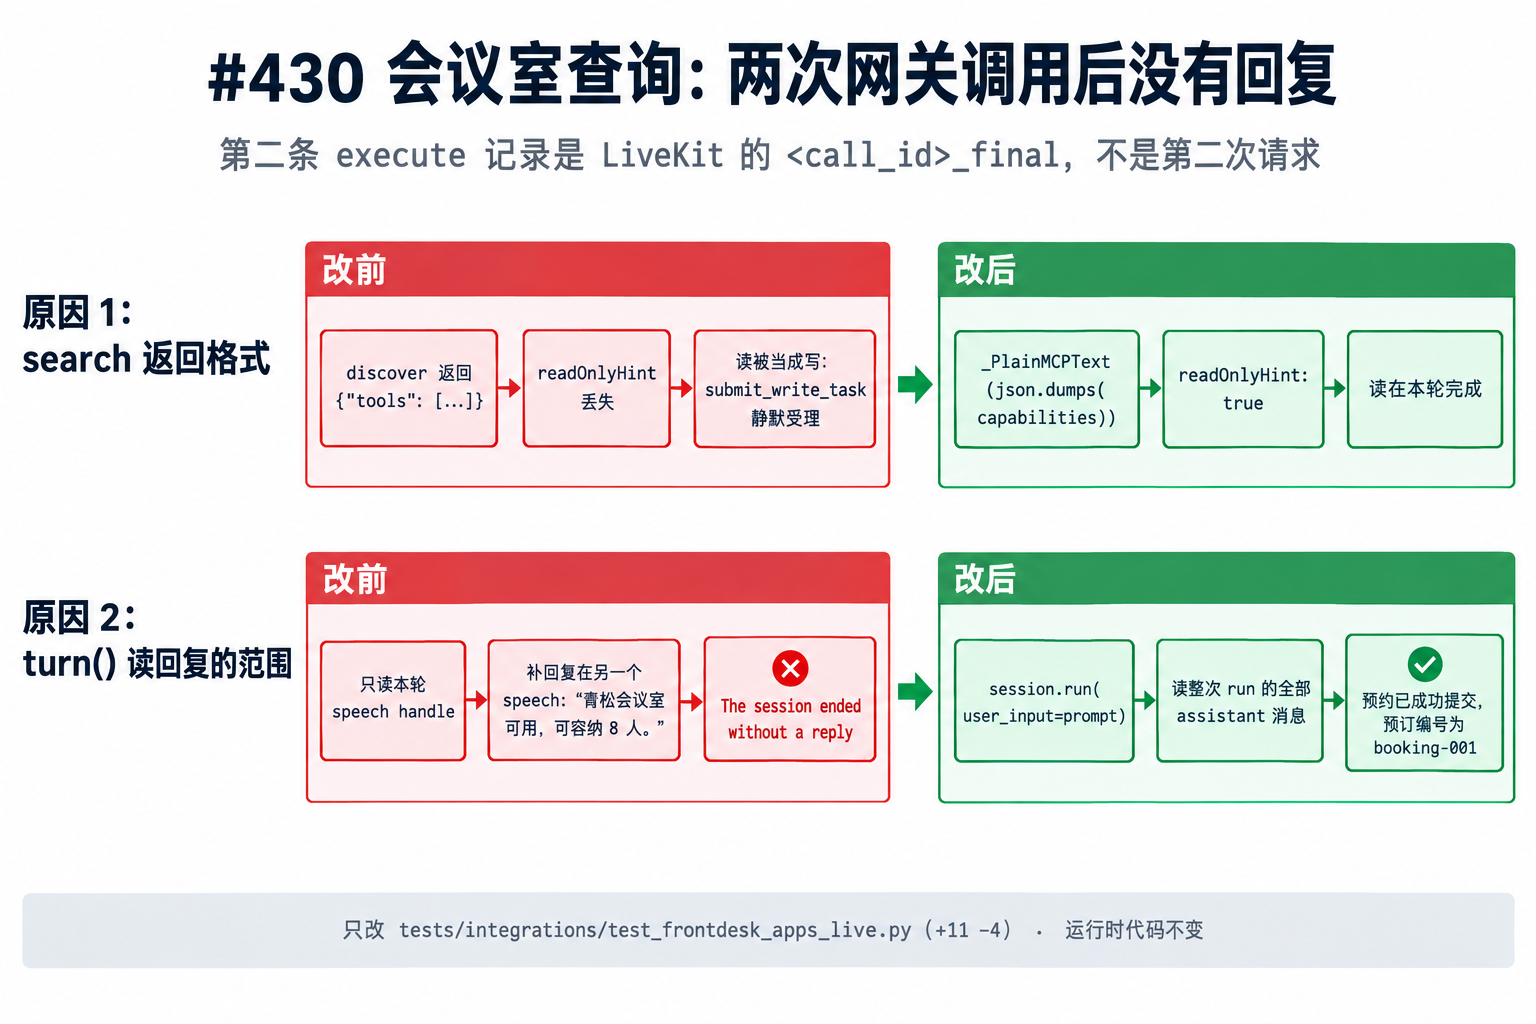 #430 会议室查询：两次网关调用后没有回复
第二条 execute 记录是 LiveKit 的 <call_id>_final，不是第二次请求
原因 1：
search 返回格式
改前
discover 返回
{"tools": [...]}
readOnlyHint
丢失
读被当成写：
submit_write_task
静默受理
改后
_PlainMCPText
(json.dumps(
capabilities))
readOnlyHint:
true
读在本轮完成
原因 2：
turn() 读回复的范围
改前
只读本轮
speech handle
补回复在另一个
speech：“青松会议室
可用，可容纳 8 人。”
The session ended
without a reply
改后
session.run(
user_input=prompt)
读整次 run 的全部
assistant 消息
预约已成功提交，
预订编号为
booking-001
只改 tests/integrations/test_frontdesk_apps_live.py (+11 −4) · 运行时代码不变